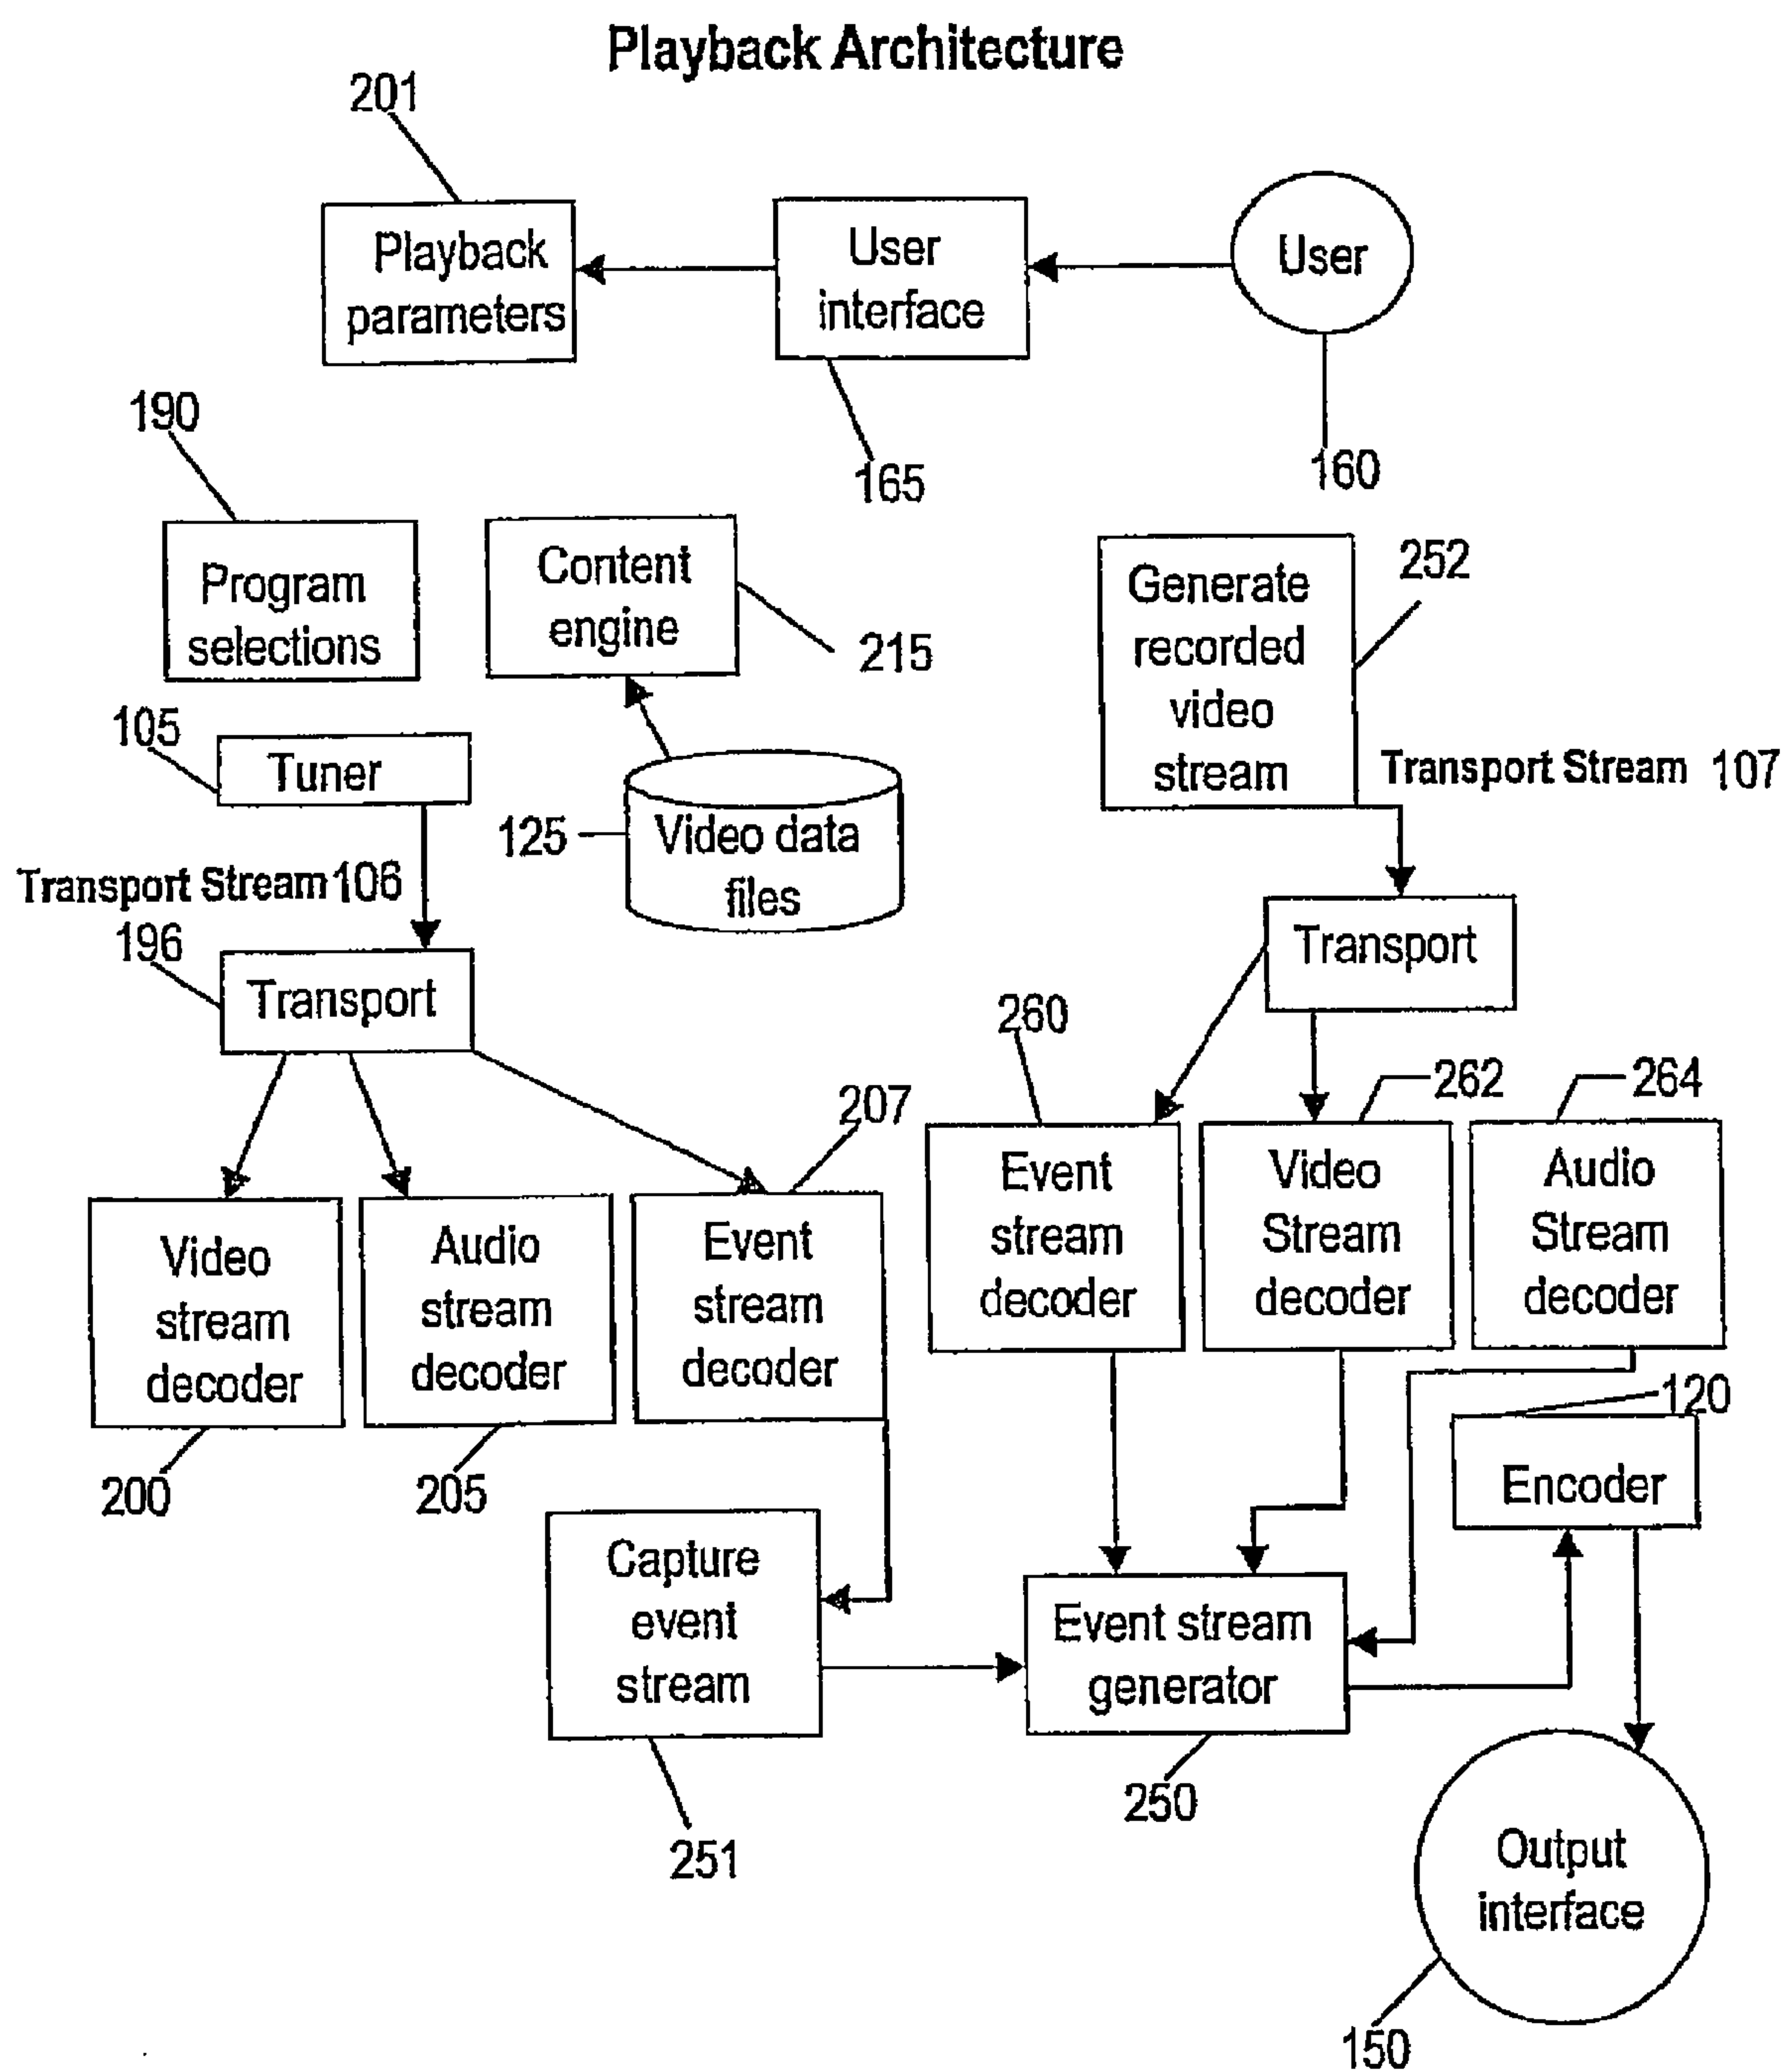 Playback Architecture
201
Playback
parameters
User
interface
User
165
160
190
Program
selections
Content
engine
215
Generate
recorded
video
stream
252
105
Tuner
125
Video data
files
Transport Stream 107
Transport Stream 106
196
Transport
Transport
260
262
264
207
Video
stream
decoder
Audio
stream
decoder
Event
stream
decoder
Event
stream
decoder
Video
Stream
decoder
Audio
Stream
decoder
200
205
120
Encoder
Capture
event
stream
Event stream
generator
251
250
Output
interface
150